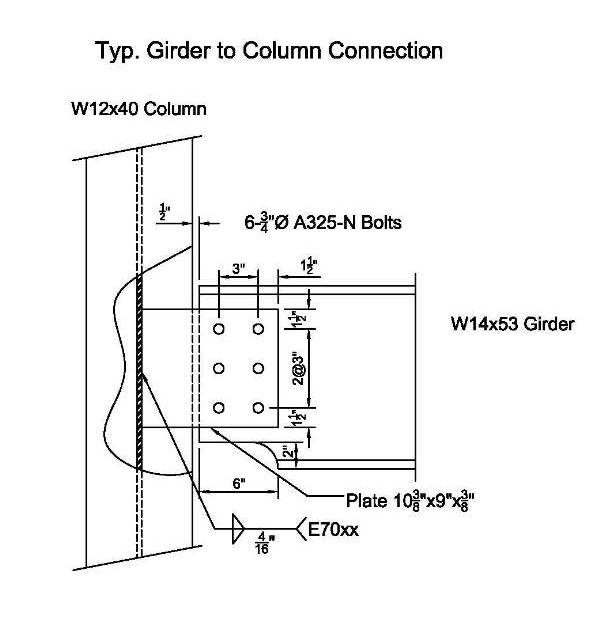 Typ. Girder to Column Connection
W12x40 Column
1/2"
6-3/4"Ø A325-N Bolts
3"
1 1/2"
1 1/2"
W14x53 Girder
2@3"
1 1/2"
2"
6"
Plate 10 3/8"x9"x3/8"
4/16"
E70xx